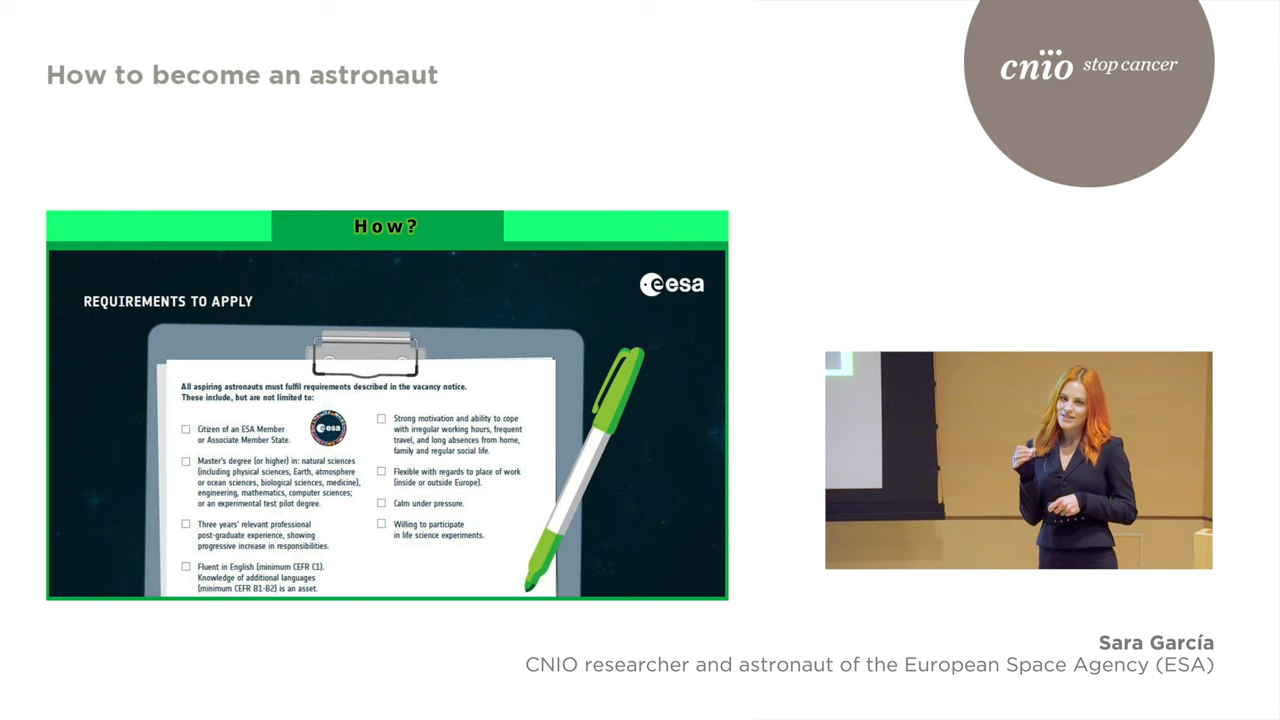 How to become an astronaut
cnio stop cancer
How?
esa
REQUIREMENTS TO APPLY
All aspiring astronauts must fulfil requirements described in the vacancy notice.
These include, but are not limited to:
esa
Citizen of an ESA Member
or Associate Member State.
Master's degree (or higher) in: natural sciences
(including physical sciences, Earth, atmosphere
or ocean sciences, biological sciences, medicine),
engineering, mathematics, computer sciences;
or an experimental test pilot degree.
Three years' relevant professional
post-graduate experience, showing
progressive increase in responsibilities.
Fluent in English (minimum CEFR C1).
Knowledge of additional languages
(minimum CEFR B1-B2) is an asset.
Strong motivation and ability to cope
with irregular working hours, frequent
travel, and long absences from home,
family and regular social life.
Flexible with regards to place of work
(inside or outside Europe).
Calm under pressure.
Willing to participate
in life science experiments.
Sara García
CNIO researcher and astronaut of the European Space Agency (ESA)